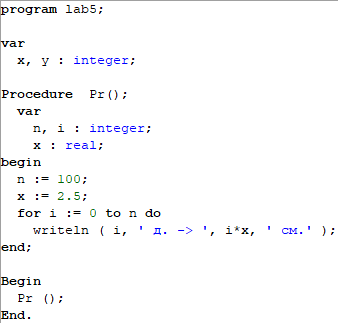 program lab5;
var
x, y : integer;
Procedure  Pr();
var
n, i : integer;
x : real;
begin
n := 100;
x := 2.5;
for i := 0 to n do
writeln ( i, ' д. -> ', i*x, ' см.' );
end;
Begin
Pr ();
End.